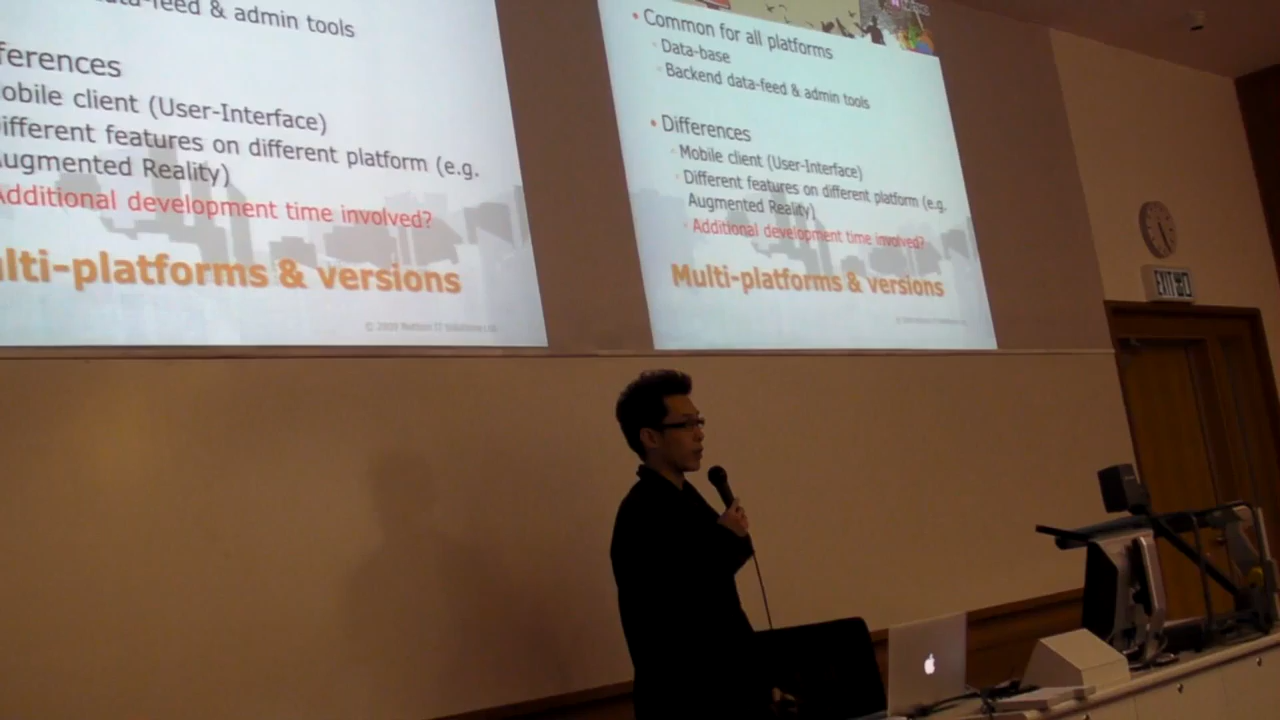 ta-feed & admin tools
ferences
obile client (User-Interface)
ifferent features on different platform (e.g.
Augmented Reality)
Additional development time involved?
lti-platforms & versions
• Common for all platforms
Data-base
Backend data-feed & admin tools
• Differences
Mobile client (User-Interface)
Different features on different platform (e.g.
Augmented Reality)
Additional development time involved?
Multi-platforms & versions
EXIT